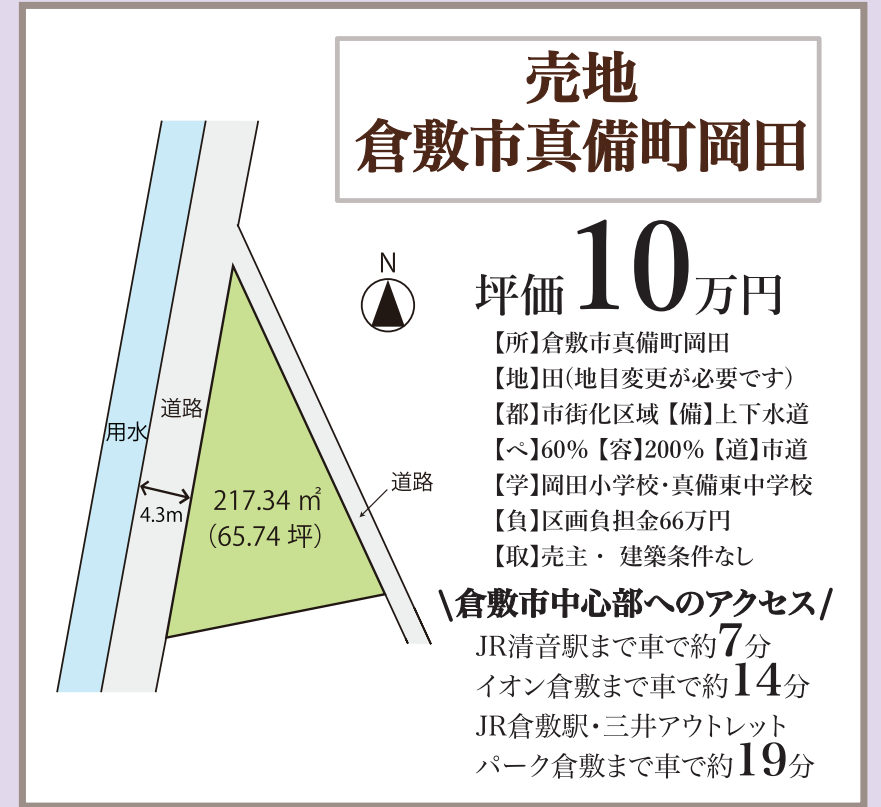 売地
倉敷市真備町岡田
N
坪価10万円
【所】倉敷市真備町岡田
【地】田(地目変更が必要です)
【都】市街化区域【備】上下水道
【ペ】60%【容】200%【道】市道
【学】岡田小学校・真備東中学校
【負】区画負担金66万円
【取】売主・ 建築条件なし
\倉敷市中心部へのアクセス/
JR清音駅まで車で約7分
イオン倉敷まで車で約14分
JR倉敷駅・三井アウトレット
パーク倉敷まで車で約19分
道路
用水
4.3m
217.34 ㎡
(65.74 坪)
道路